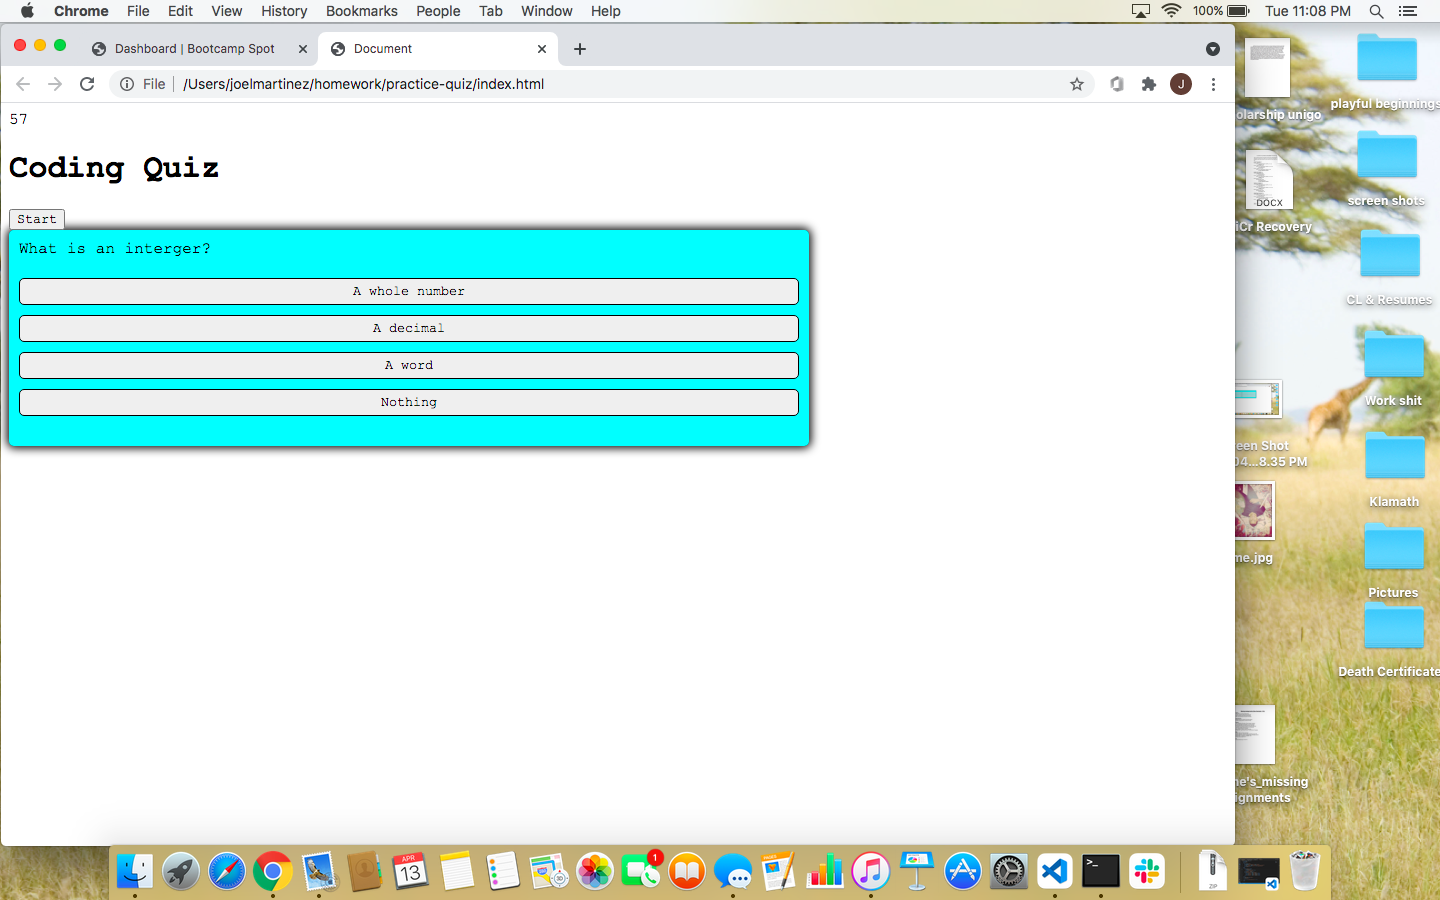 Chrome File Edit View History Bookmarks People Tab Window Help 100% Tue 11:08 PM
Dashboard | Bootcamp Spot
Document
File /Users/joelmartinez/homework/practice-quiz/index.html J
57
Coding Quiz
Start
What is an interger?
A whole number
A decimal
A word
Nothing
olarship unigo
playful beginnings
DOCX
iCr Recovery
screen shots
CL & Resumes
Work shit
een Shot
04...8.35 PM
Klamath
me.jpg
Pictures
Death Certificate
ne's_missing
ignments
APR
13
1
>_
ZIP